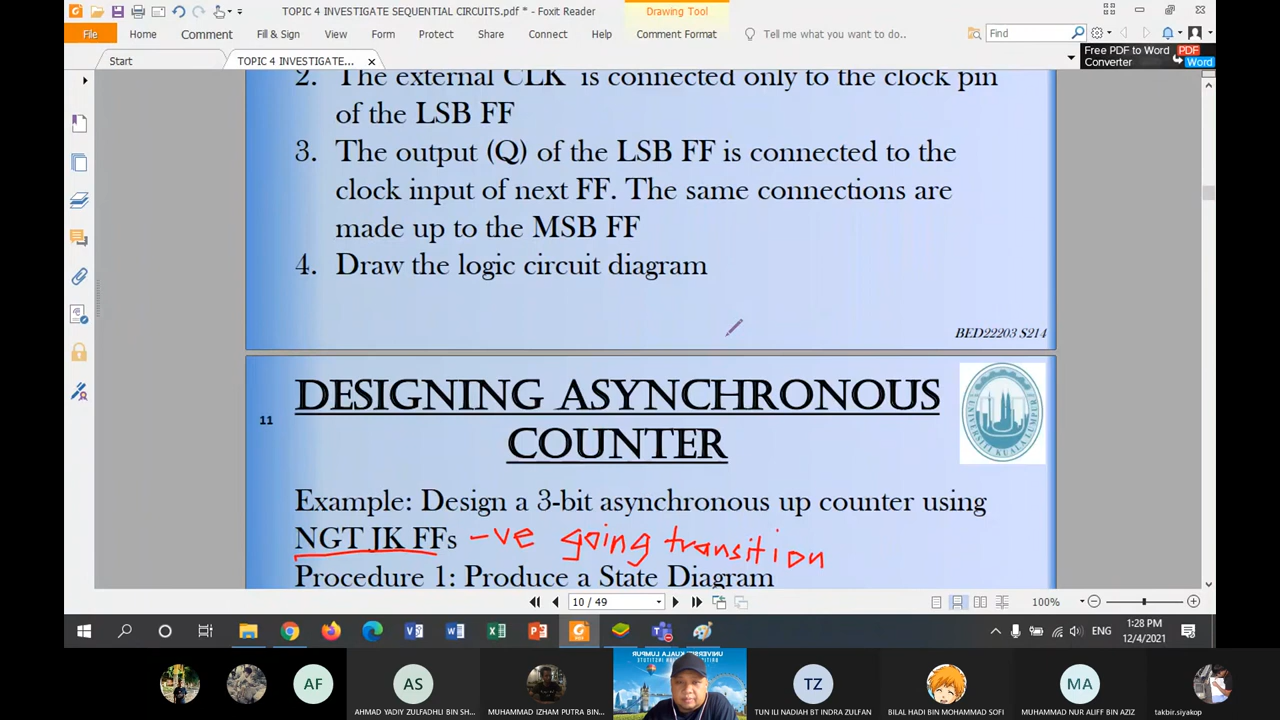 TOPIC 4 INVESTIGATE SEQUENTIAL CIRCUITS.pdf * - Foxit Reader
Drawing Tool
File Home Comment Fill & Sign View Form Protect Share Connect Help Comment Format Tell me what you want to do.. Find
Start TOPIC 4 INVESTIGATE... Free PDF to Word Converter PDF Word
2. The external CLK is connected only to the clock pin
of the LSB FF
3. The output (Q) of the LSB FF is connected to the
clock input of next FF. The same connections are
made up to the MSB FF
4. Draw the logic circuit diagram
BED22203 S214
DESIGNING ASYNCHRONOUS
11
COUNTER
Example: Design a 3-bit asynchronous up counter using
NGT JK FFs -ve going transition
Procedure 1: Produce a State Diagram
10 / 49 100%
ENG 1:28 PM
12/4/2021
AF AS TZ MA
AHMAD YADIY ZULFADHLI BIN SH... MUHAMMAD IZHAM PUTRA BIN... TUN ILI NADIAH BT INDRA ZULFAN BILAL HADI BIN MOHAMMAD SOFI MUHAMMAD NUR ALIFF BIN AZIZ takbir.siyakop